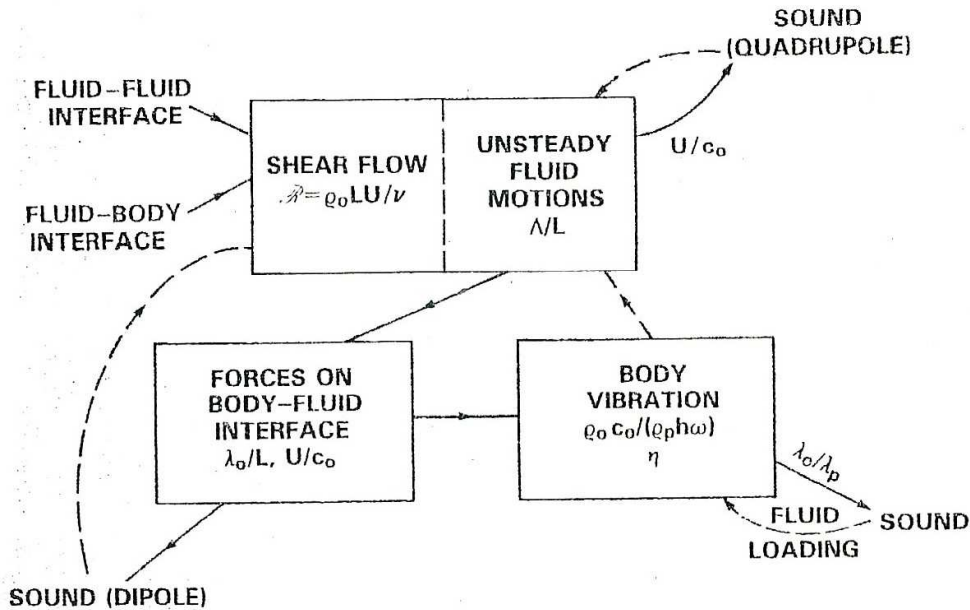 SOUND
(QUADRUPOLE)
FLUID–FLUID
INTERFACE
U/c₀
SHEAR FLOW
ℛ=ϱ₀LU/ν
UNSTEADY
FLUID
MOTIONS
Λ/L
FLUID–BODY
INTERFACE
FORCES ON
BODY–FLUID
INTERFACE
λ₀/L, U/c₀
BODY
VIBRATION
ϱ₀c₀/(ϱₚhω)
η
λ₀/λₚ
FLUID
LOADING
SOUND
SOUND (DIPOLE)